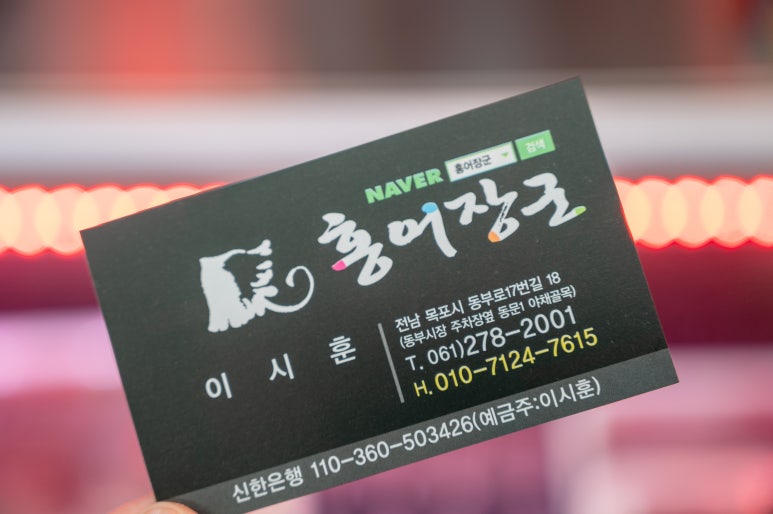 NAVER 홍어장군 검색
홍어장군
이시훈
전남 목포시 동부로17번길 18
(동부시장 주차장옆 동문1 야채골목)
T. 061)278-2001
H. 010-7124-7615
신한은행 110-360-503426(예금주:이시훈)